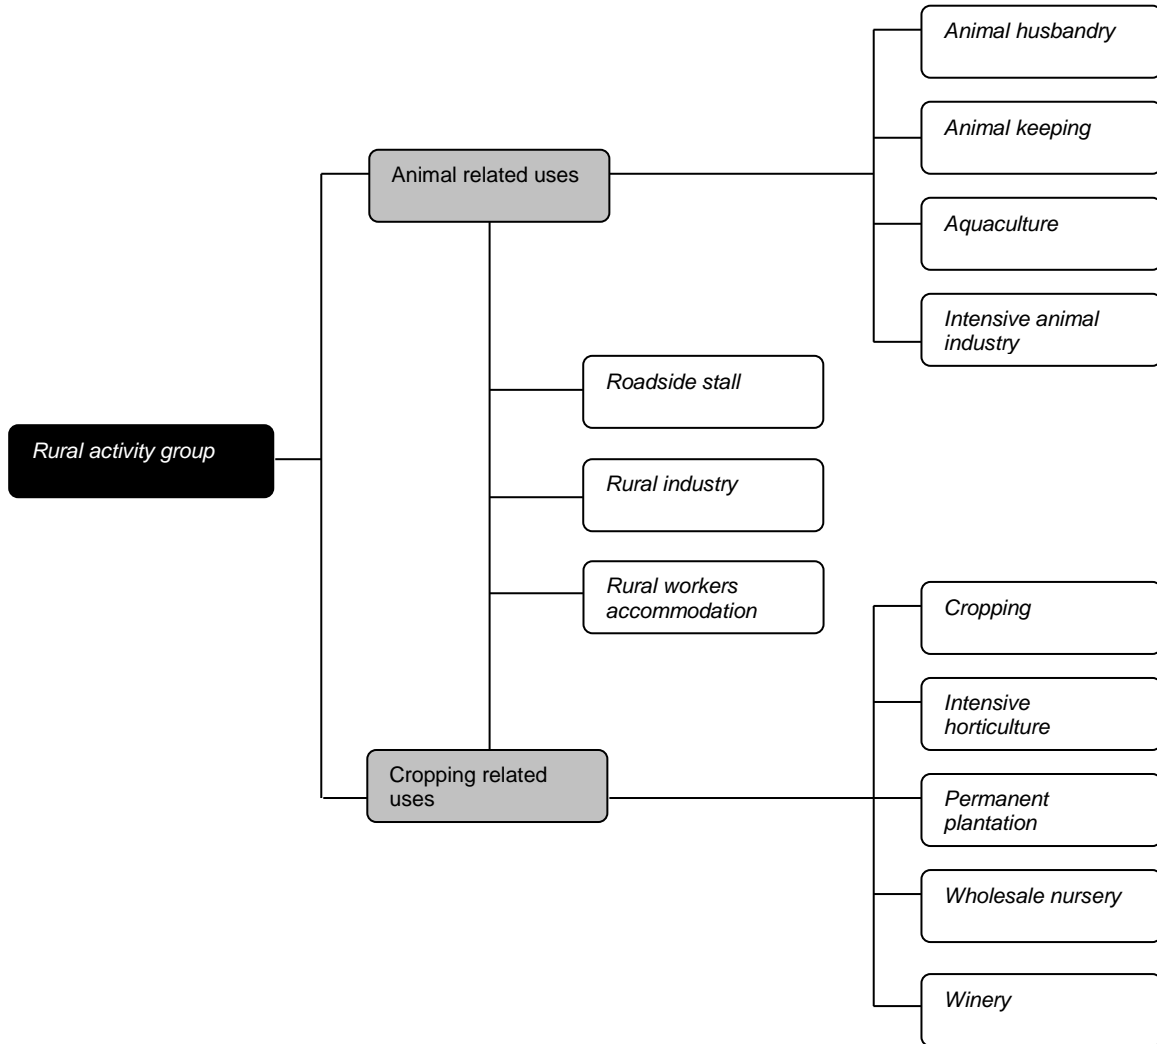 Animal husbandry
Animal keeping
Animal related uses
Aquaculture
Intensive animal
industry
Roadside stall
Rural activity group
Rural industry
Rural workers
accommodation
Cropping
Intensive
horticulture
Cropping related
uses
Permanent
plantation
Wholesale nursery
Winery